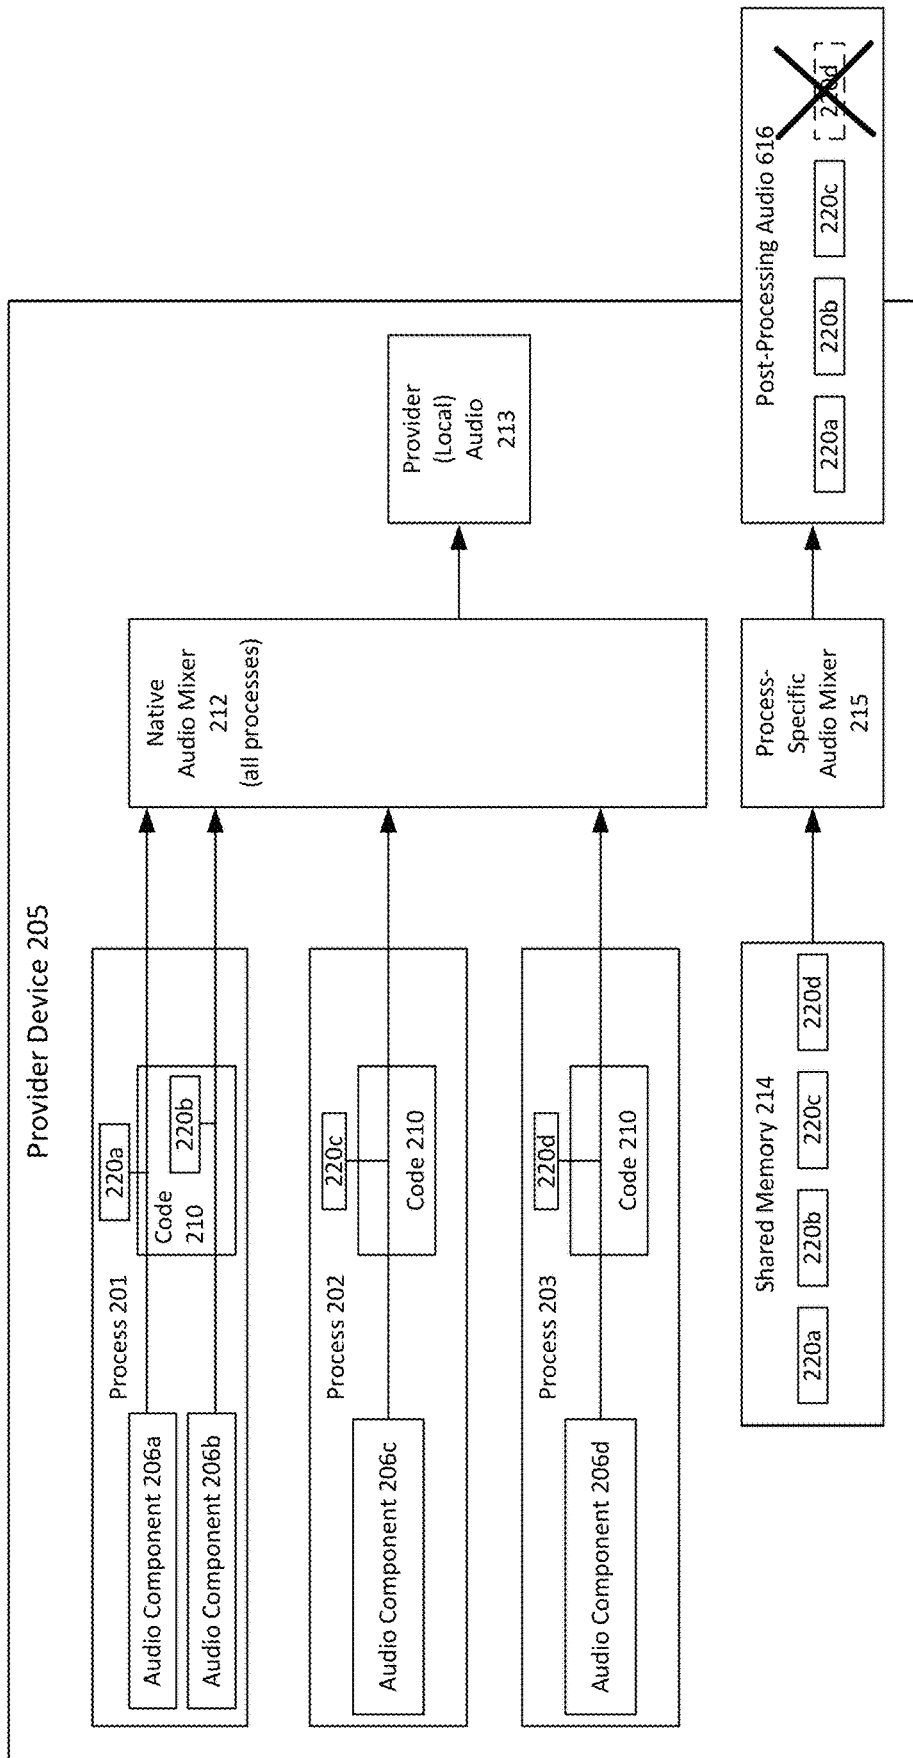 Provider Device 205
Process 201
Audio Component 206a
Audio Component 206b
220a
Code
210
220b
Process 202
Audio Component 206c
220c
Code 210
Process 203
Audio Component 206d
220d
Code 210
Native
Audio Mixer
212
(all processes)
Provider
(Local)
Audio
213
Shared Memory 214
220a
220b
220c
220d
Process-
Specific
Audio Mixer
215
Post-Processing Audio 616
220a
220b
220c
220d